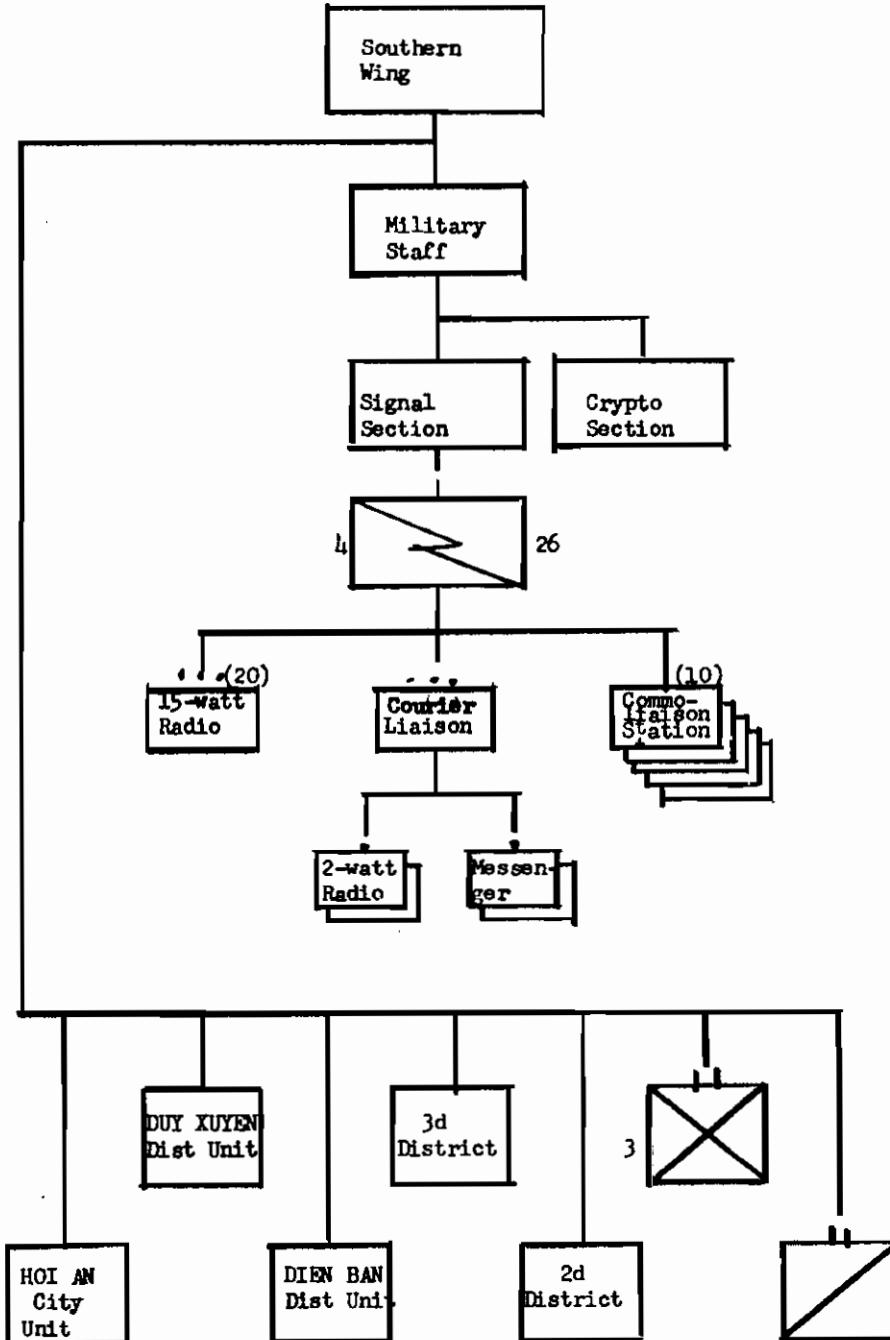 Southern
Wing
Military
Staff
Signal
Section
Crypto
Section
4
26
(20)
15-watt
Radio
Courier
Liaison
(10)
Commo-
liaison
Station
2-watt
Radio
Messen-
ger
DUY XUYEN
Dist Unit
3d
District
3
HOI AN
City
Unit
DIEN BAN
Dist Unit
2d
District